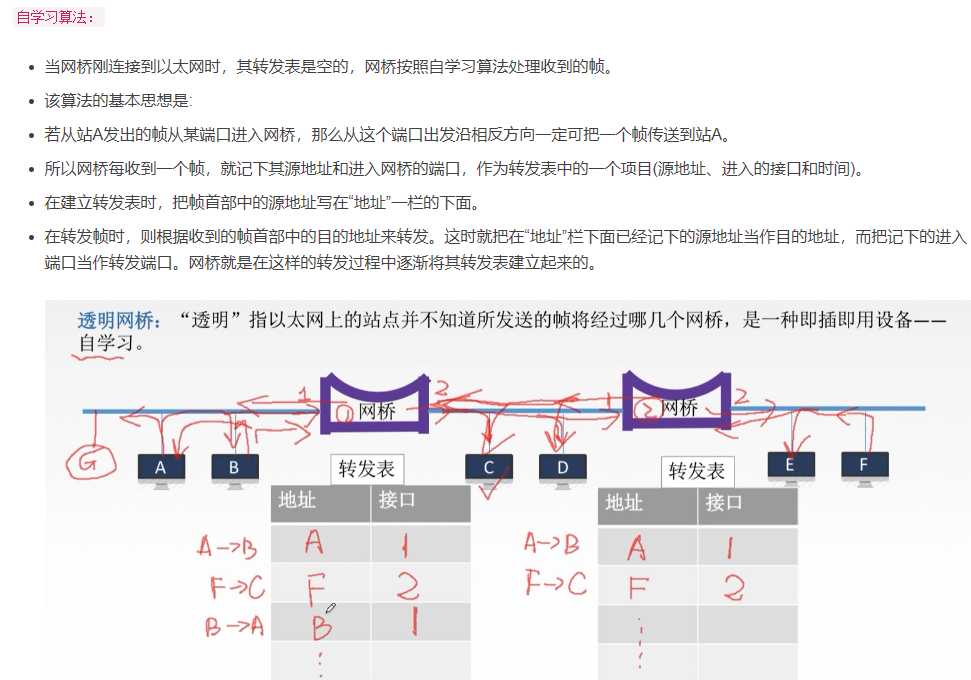 自学习算法：
当网桥刚连接到以太网时，其转发表是空的，网桥按照自学习算法处理收到的帧。
该算法的基本思想是:
若从站A发出的帧从某端口进入网桥，那么从这个端口出发沿相反方向一定可把一个帧传送到站A。
所以网桥每收到一个帧，就记下其源地址和进入网桥的端口，作为转发表中的一个项目(源地址、进入的接口和时间)。
在建立转发表时，把帧首部中的源地址写在“地址”一栏的下面。
在转发帧时，则根据收到的帧首部中的目的地址来转发。这时就把在“地址”栏下面已经记下的源地址当作目的地址，而把记下的进入
端口当作转发端口。网桥就是在这样的转发过程中逐渐将其转发表建立起来的。
透明网桥：“透明”指以太网上的站点并不知道所发送的帧将经过哪几个网桥，是一种即插即用设备——
自学习。
1 ① 网桥 2 1 ② 网桥 2
G A B C D E F
转发表 转发表
地址 接口 地址 接口
A→B A 1 A→B A 1
F→C F 2 F→C F 2
B→A B 1